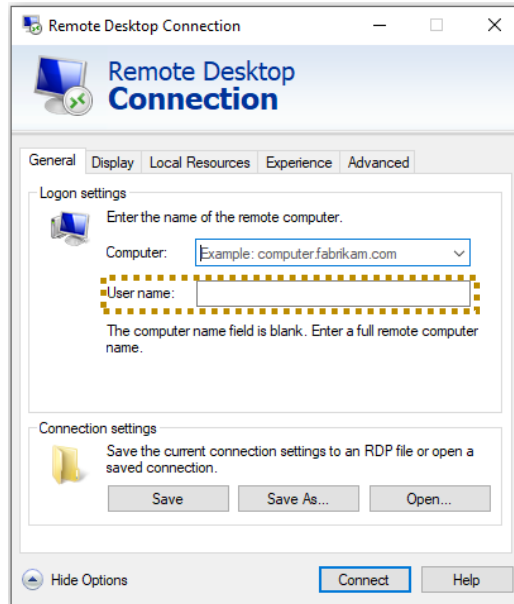 Remote Desktop Connection
Remote Desktop
Connection
General Display Local Resources Experience Advanced
Logon settings
Enter the name of the remote computer.
Computer: Example: computer.fabrikam.com
User name:
The computer name field is blank. Enter a full remote computer
name.
Connection settings
Save the current connection settings to an RDP file or open a
saved connection.
Save Save As... Open...
Hide Options Connect Help